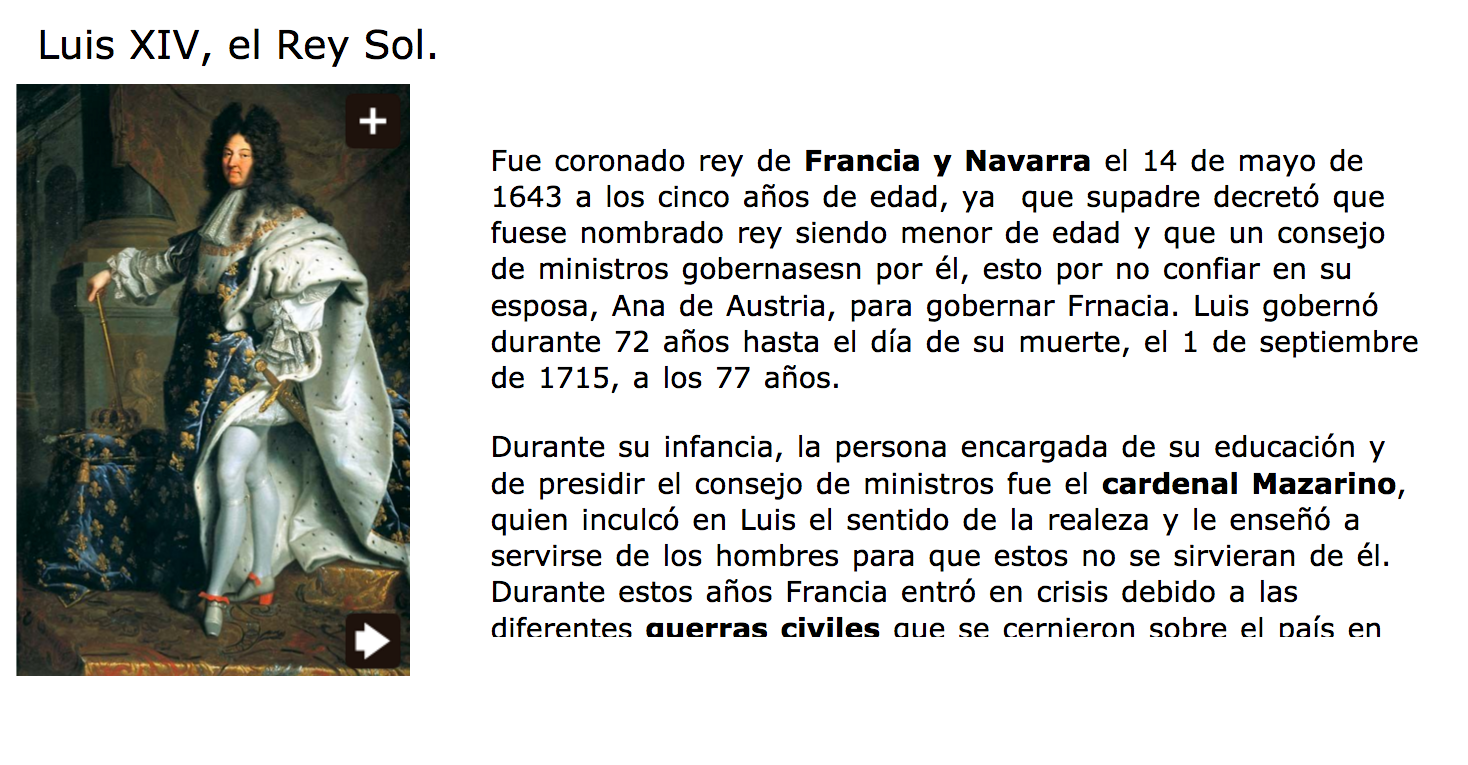 Luis XIV, el Rey Sol.
Fue coronado rey de Francia y Navarra el 14 de mayo de
1643 a los cinco años de edad, ya  que supadre decretó que
fuese nombrado rey siendo menor de edad y que un consejo
de ministros gobernasesn por él, esto por no confiar en su
esposa, Ana de Austria, para gobernar Frnacia. Luis gobernó
durante 72 años hasta el día de su muerte, el 1 de septiembre
de 1715, a los 77 años.
Durante su infancia, la persona encargada de su educación y
de presidir el consejo de ministros fue el cardenal Mazarino,
quien inculcó en Luis el sentido de la realeza y le enseñó a
servirse de los hombres para que estos no se sirvieran de él.
Durante estos años Francia entró en crisis debido a las
diferentes guerras civiles que se cernieron sobre el país en